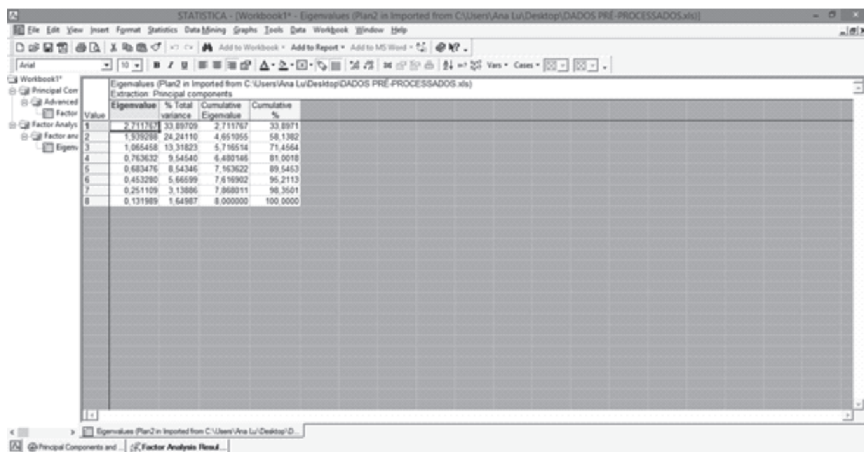 STATISTICA - [Workbook1* - Eigenvalues (Plan2 in Imported from C:\Users\Ana Lu\Desktop\DADOS PRÉ-PROCESSADOS.xls)]
File Edit View Insert Format Statistics Data Mining Graphs Tools Data Workbook Window Help
Add to Workbook Add to Report Add to MS Word
Arial 10 Vars Cases
Workbook1*
Principal Com
Advanced
Factor
Factor Analys
Factor ana
Eigenv
Eigenvalues (Plan2 in Imported from C:\Users\Ana Lu\Desktop\DADOS PRÉ-PROCESSADOS.xls)
Extraction: Principal components
Value Eigenvalue % Total variance Cumulative Eigenvalue Cumulative %
1 2,711767 33,89709 2,711767 33,8971
2 1,939288 24,24110 4,651055 58,1382
3 1,065458 13,31823 5,716514 71,4564
4 0,763632 9,54540 6,480146 81,0018
5 0,683476 8,54346 7,163622 89,5453
6 0,453280 5,66599 7,616902 95,2113
7 0,251109 3,13886 7,868011 98,3501
8 0,131989 1,64987 8,000000 100,0000
Eigenvalues (Plan2 in Imported from C:\Users\Ana Lu\Desktop\D...
Principal Components and ... Factor Analysis Resul...